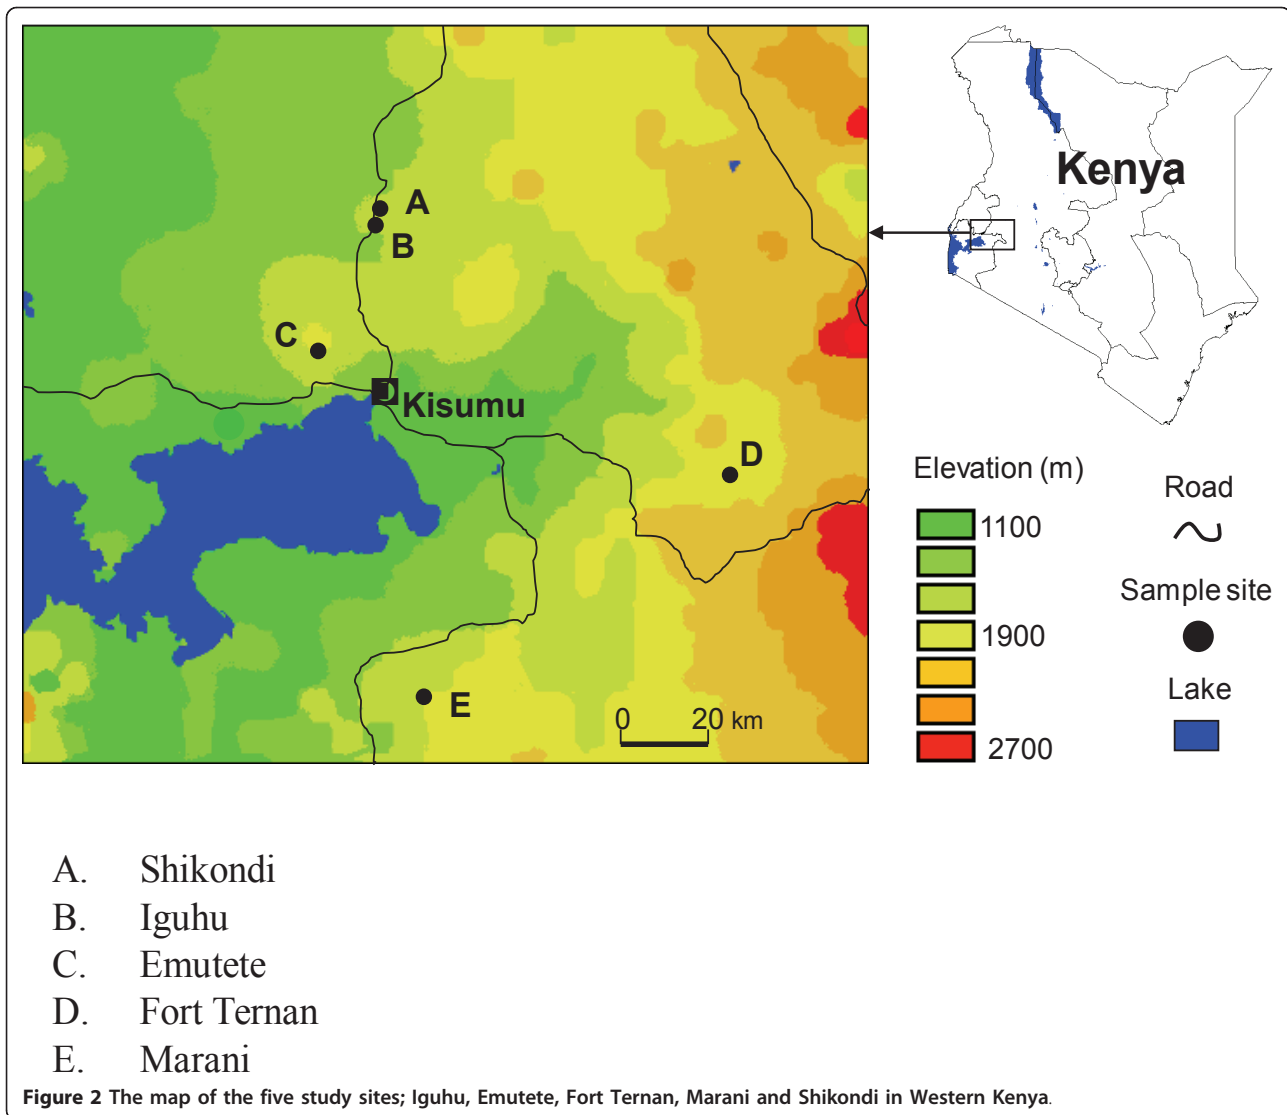 A
B
C
D
Kisumu
D
E
0 20 km
Kenya
Elevation (m)
1100
1900
2700
Road
Sample site
Lake
A. Shikondi
B. Iguhu
C. Emutete
D. Fort Ternan
E. Marani
Figure 2 The map of the five study sites; Iguhu, Emutete, Fort Ternan, Marani and Shikondi in Western Kenya.